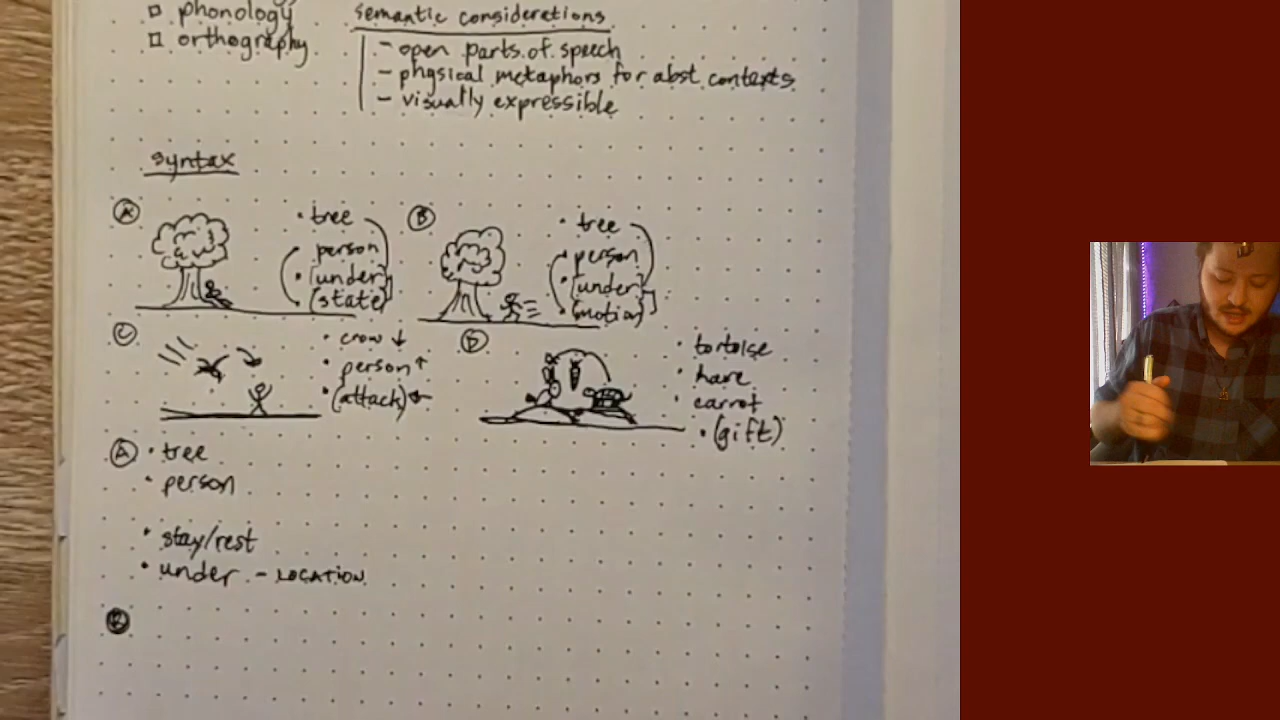 phonology
orthography
semantic considerations
- open parts of speech
- physical metaphors for abst. contexts
- visually expressible
syntax
A
• tree
person
• (under)
(state)
B
• tree
• person
• (under)
(motion)
C
• crow ↓
• person ↑
• (attack)
D
• tortoise
• hare
• carrot
• (gift)
A • tree
• person
• stay/rest
• under - LOCATION